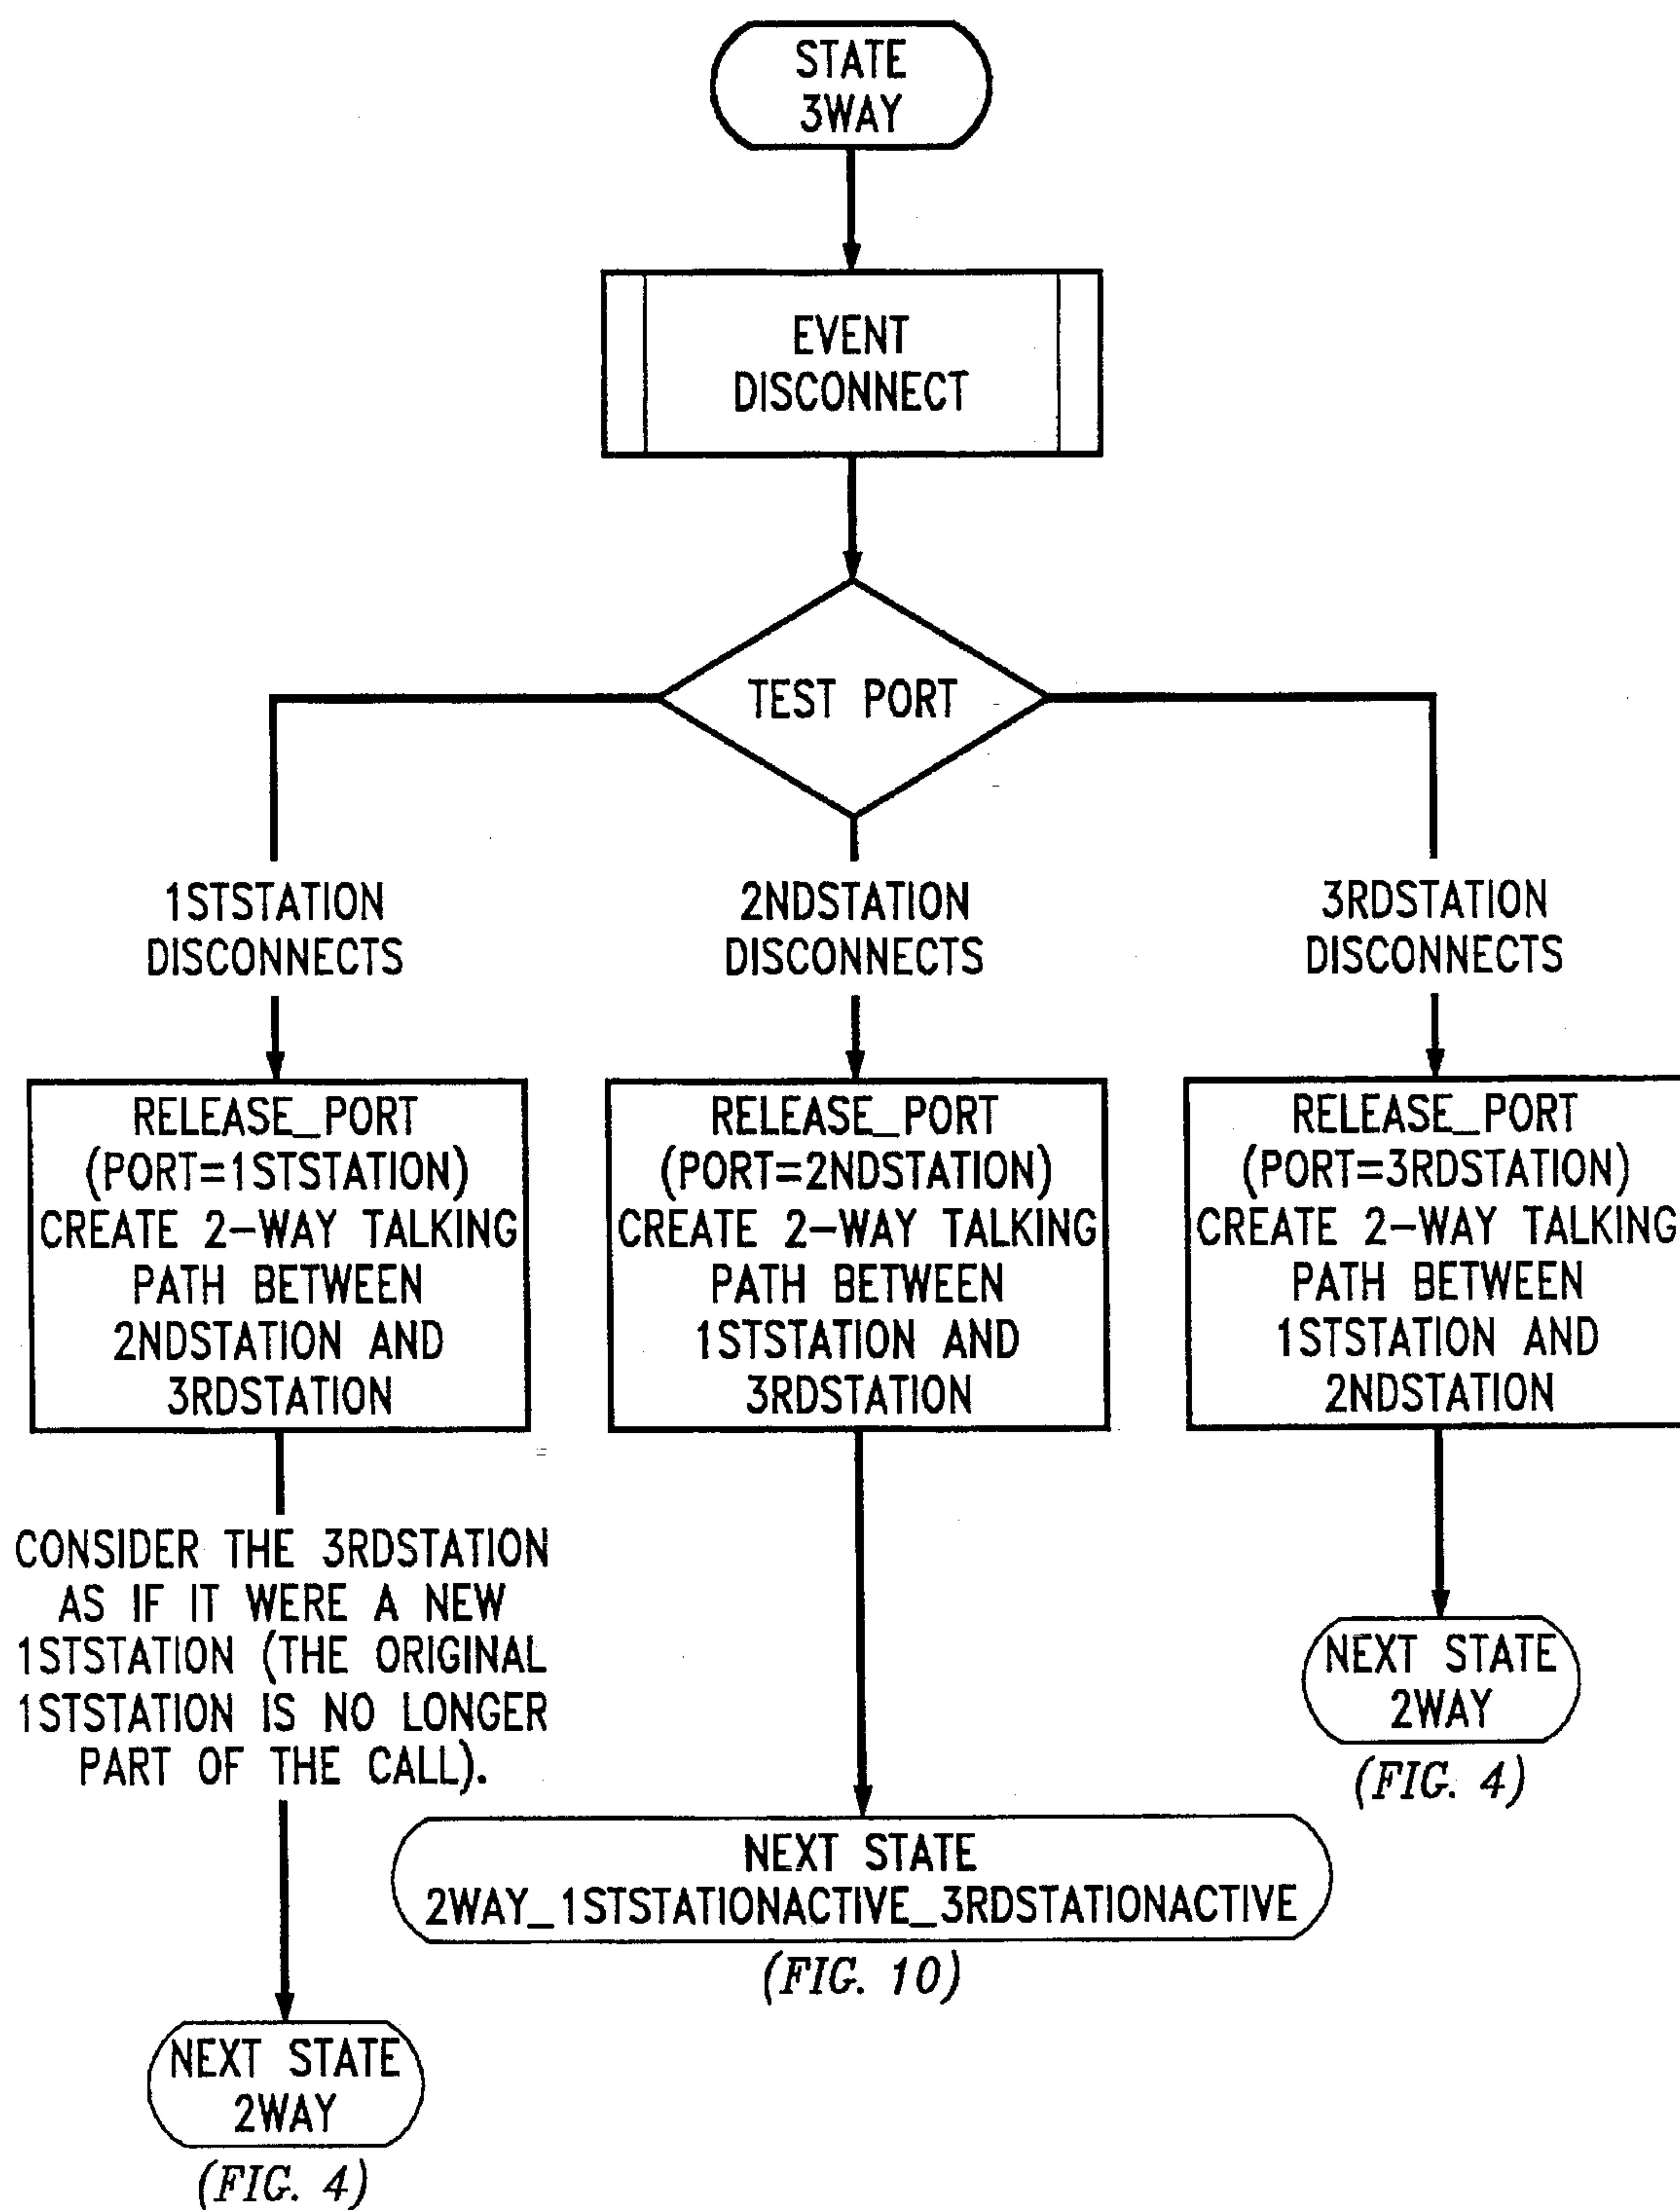 STATE
3WAY
EVENT
DISCONNECT
TEST PORT
1STSTATION
DISCONNECTS
2NDSTATION
DISCONNECTS
3RDSTATION
DISCONNECTS
RELEASE_PORT
(PORT=1STSTATION)
CREATE 2-WAY TALKING
PATH BETWEEN
2NDSTATION AND
3RDSTATION
RELEASE_PORT
(PORT=2NDSTATION)
CREATE 2-WAY TALKING
PATH BETWEEN
1STSTATION AND
3RDSTATION
RELEASE_PORT
(PORT=3RDSTATION)
CREATE 2-WAY TALKING
PATH BETWEEN
1STSTATION AND
2NDSTATION
CONSIDER THE 3RDSTATION
AS IF IT WERE A NEW
1STSTATION (THE ORIGINAL
1STSTATION IS NO LONGER
PART OF THE CALL).
NEXT STATE
2WAY
(FIG. 4)
NEXT STATE
2WAY_1STSTATIONACTIVE_3RDSTATIONACTIVE
(FIG. 10)
NEXT STATE
2WAY
(FIG. 4)